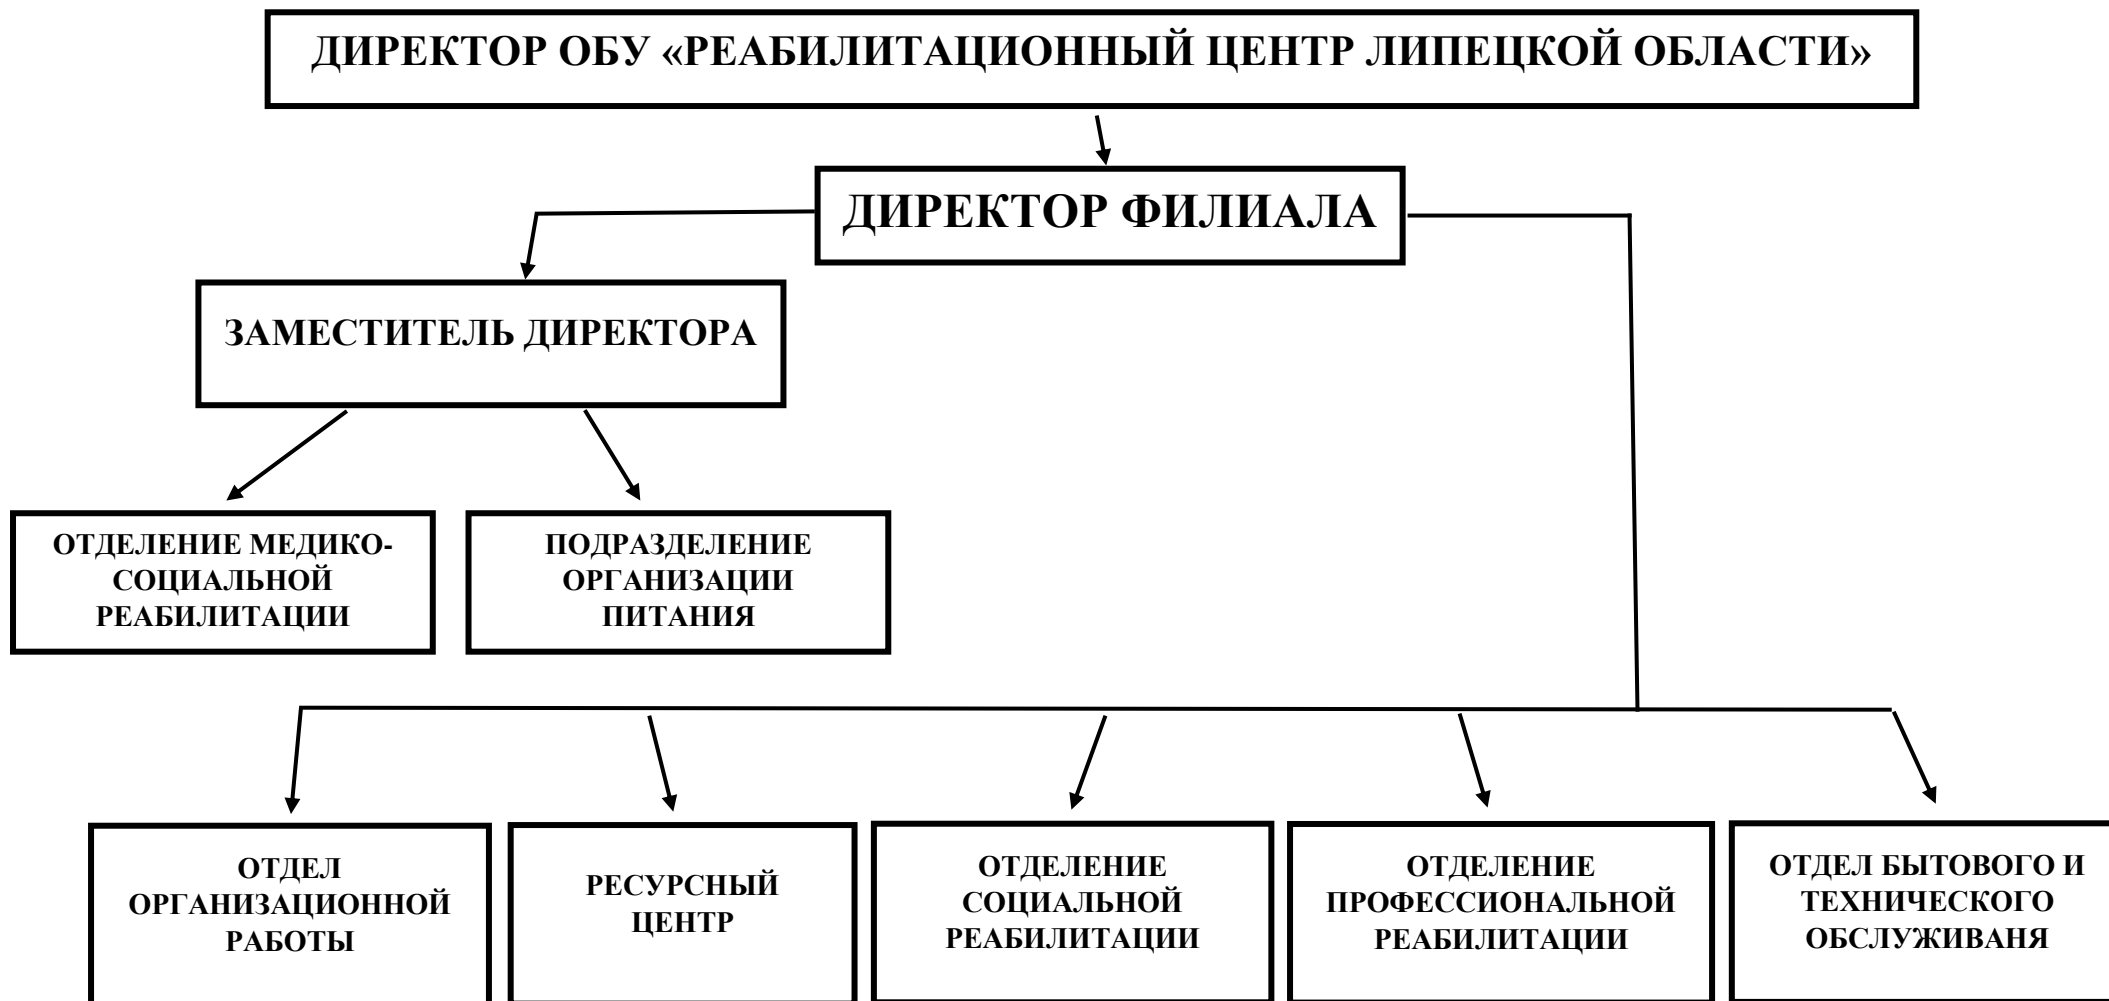 ДИРЕКТОР ОБУ «РЕАБИЛИТАЦИОННЫЙ ЦЕНТР ЛИПЕЦКОЙ ОБЛАСТИ»
ДИРЕКТОР ФИЛИАЛА
ЗАМЕСТИТЕЛЬ ДИРЕКТОРА
ОТДЕЛЕНИЕ МЕДИКО-
СОЦИАЛЬНОЙ
РЕАБИЛИТАЦИИ
ПОДРАЗДЕЛЕНИЕ
ОРГАНИЗАЦИИ
ПИТАНИЯ
ОТДЕЛ
ОРГАНИЗАЦИОННОЙ
РАБОТЫ
РЕСУРСНЫЙ
ЦЕНТР
ОТДЕЛЕНИЕ
СОЦИАЛЬНОЙ
РЕАБИЛИТАЦИИ
ОТДЕЛЕНИЕ
ПРОФЕССИОНАЛЬНОЙ
РЕАБИЛИТАЦИИ
ОТДЕЛ БЫТОВОГО И
ТЕХНИЧЕСКОГО
ОБСЛУЖИВАНЯ